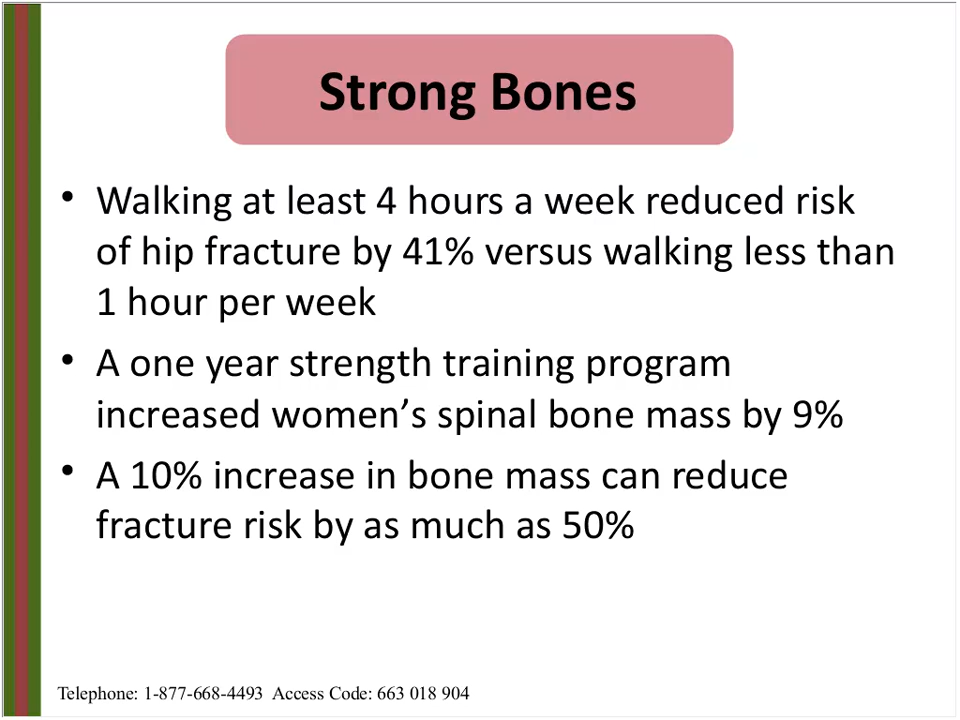 Strong Bones
• Walking at least 4 hours a week reduced risk
of hip fracture by 41% versus walking less than
1 hour per week
• A one year strength training program
increased women’s spinal bone mass by 9%
• A 10% increase in bone mass can reduce
fracture risk by as much as 50%
Telephone: 1-877-668-4493  Access Code: 663 018 904